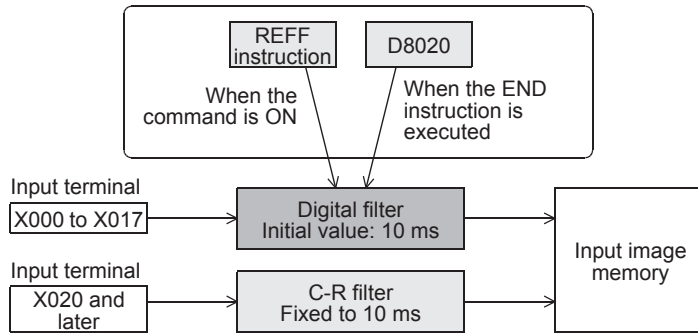 REFF
instruction
D8020
When the
command is ON
When the END
instruction is
executed
Input terminal
X000 to X017
Digital filter
Initial value: 10 ms
Input image
memory
Input terminal
X020 and
later
C-R filter
Fixed to 10 ms